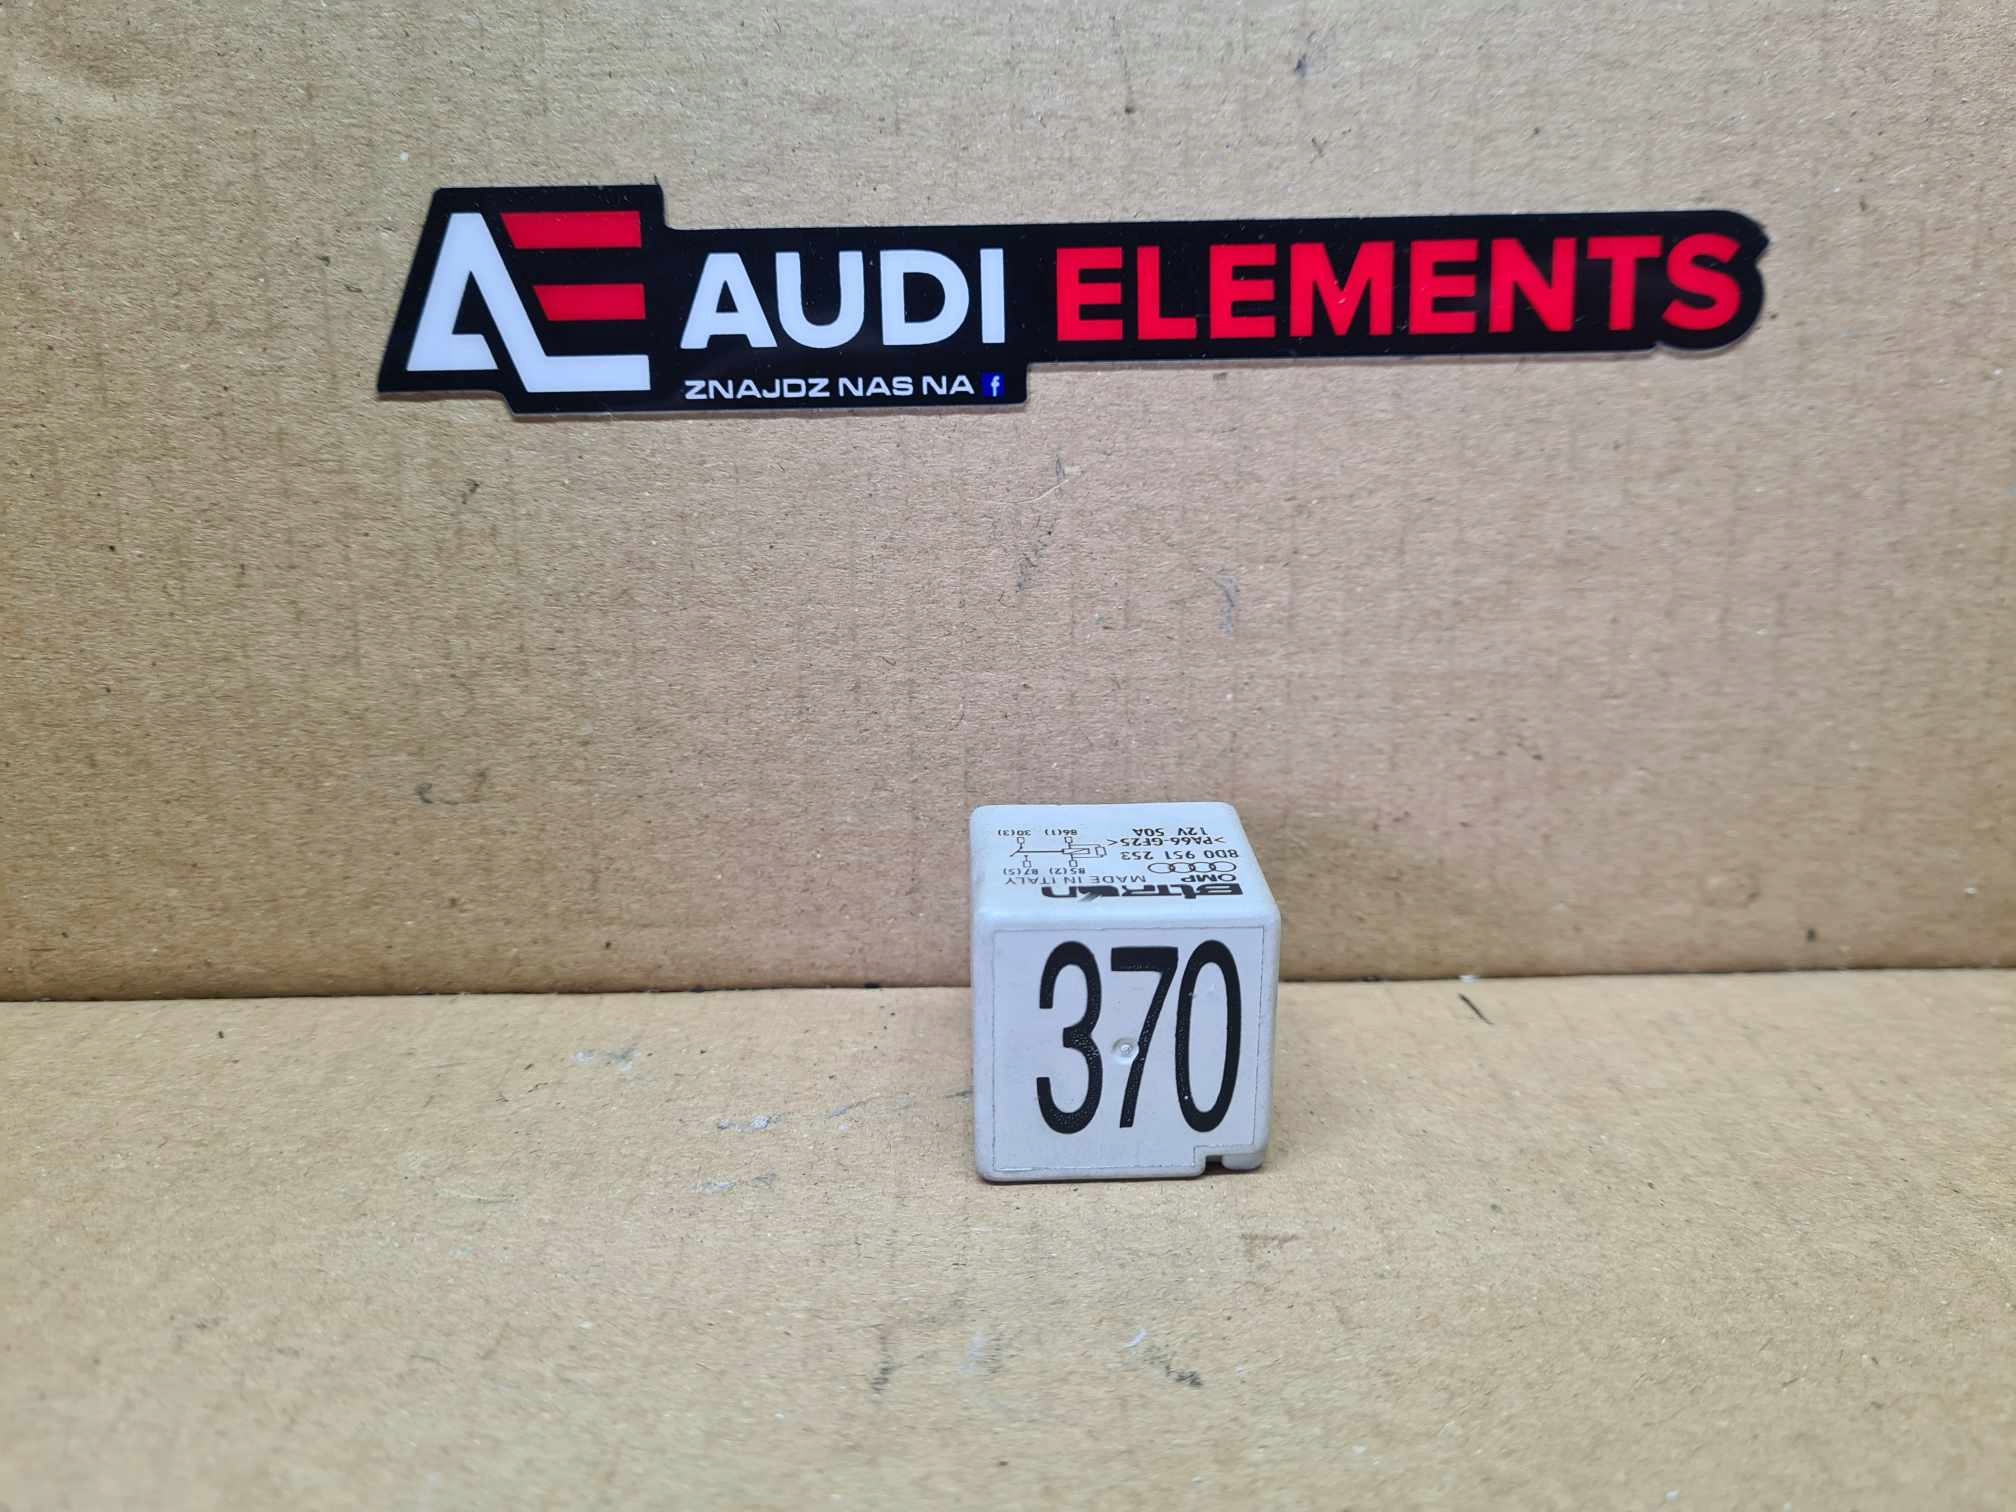 AE AUDI ELEMENTS
ZNAJDZ NAS NA f
BITRON
OMP MADE IN ITALY
8D0 951 253
>PA66-GF25<
12V 50A
85(2) 87(5)
86(1) 30(3)
370